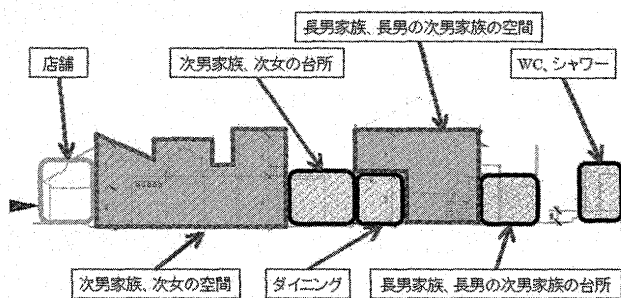 長男家族、長男の次男家族の空間
店舗
次男家族、次女の台所
WC、シャワー
次男家族、次女の空間
ダイニング
長男家族、長男の次男家族の台所